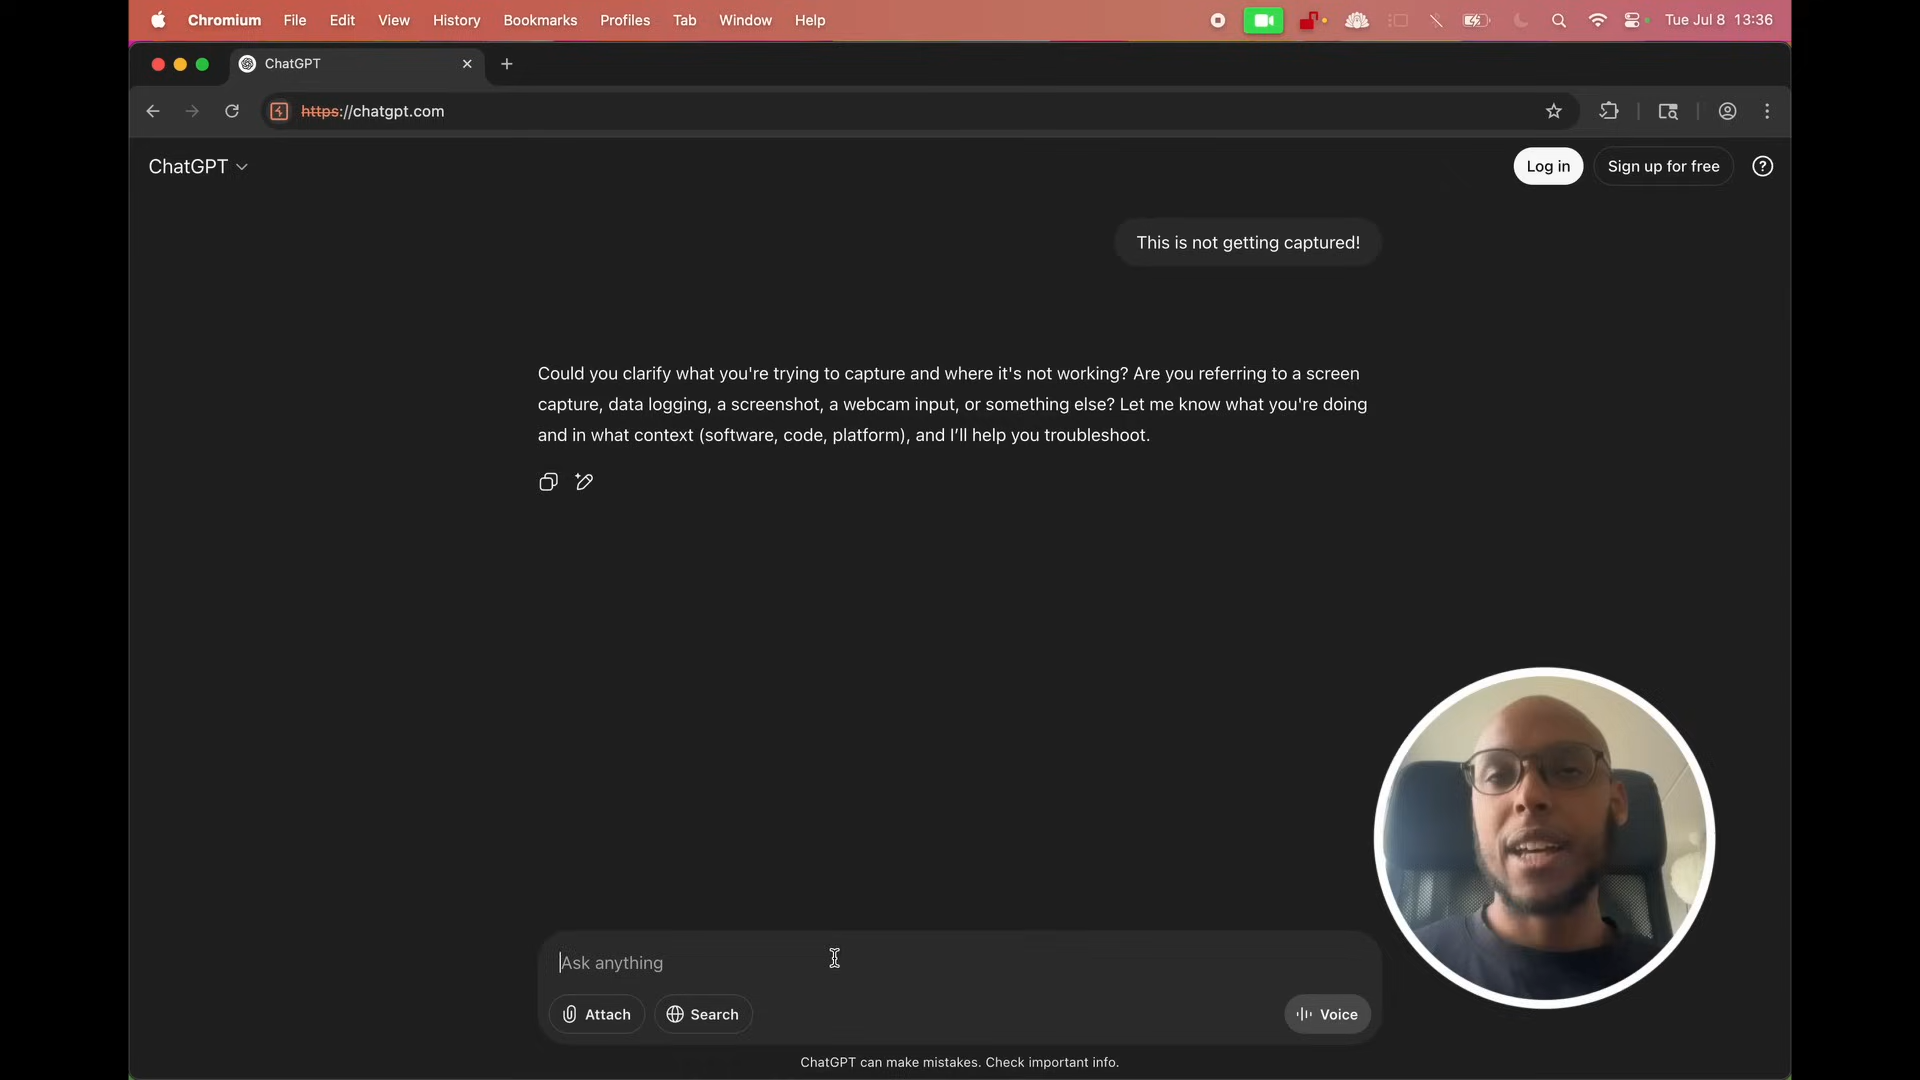 Chromium File Edit View History Bookmarks Profiles Tab Window Help Tue Jul 8 13:36
ChatGPT
https://chatgpt.com
ChatGPT Log in Sign up for free
This is not getting captured!
Could you clarify what you're trying to capture and where it's not working? Are you referring to a screen
capture, data logging, a screenshot, a webcam input, or something else? Let me know what you're doing
and in what context (software, code, platform), and I’ll help you troubleshoot.
Ask anything
Attach Search Voice
ChatGPT can make mistakes. Check important info.